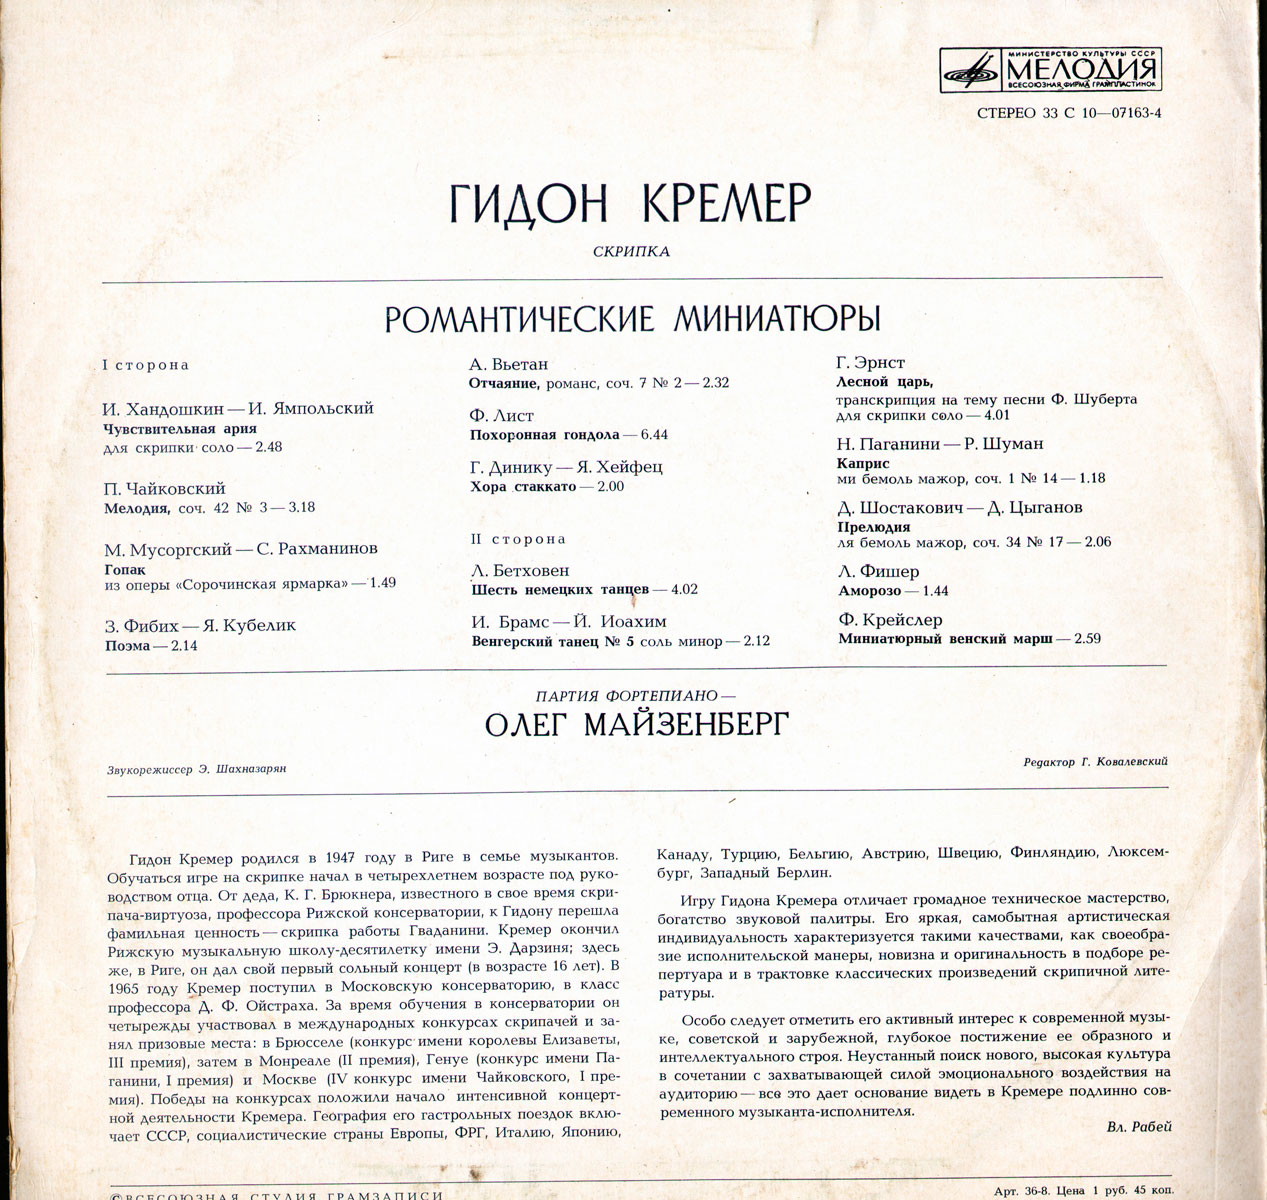 МИНИСТЕРСТВО КУЛЬТУРЫ СССР
МЕЛОДИЯ
ВСЕСОЮЗНАЯ ФИРМА ГРАМПЛАСТИНОК
СТЕРЕО 33 С 10—07163-4
ГИДОН КРЕМЕР
СКРИПКА
РОМАНТИЧЕСКИЕ МИНИАТЮРЫ
I сторона
И. Хандошкин — И. Ямпольский
Чувствительная ария
для скрипки соло — 2.48
П. Чайковский
Мелодия, соч. 42 № 3 — 3.18
М. Мусоргский — С. Рахманинов
Гопак
из оперы «Сорочинская ярмарка» — 1.49
З. Фибих — Я. Кубелик
Поэма — 2.14
А. Вьетан
Отчаяние, романс, соч. 7 № 2 — 2.32
Ф. Лист
Похоронная гондола — 6.44
Г. Динику — Я. Хейфец
Хора стаккато — 2.00
II сторона
Л. Бетховен
Шесть немецких танцев — 4.02
И. Брамс — Й. Иоахим
Венгерский танец № 5 соль минор — 2.12
Г. Эрнст
Лесной царь,
транскрипция на тему песни Ф. Шуберта
для скрипки соло — 4.01
Н. Паганини — Р. Шуман
Каприс
ми бемоль мажор, соч. 1 № 14 — 1.18
Д. Шостакович — Д. Цыганов
Прелюдия
ля бемоль мажор, соч. 34 № 17 — 2.06
Л. Фишер
Аморозо — 1.44
Ф. Крейслер
Миниатюрный венский марш — 2.59
ПАРТИЯ ФОРТЕПИАНО —
ОЛЕГ МАЙЗЕНБЕРГ
Звукорежиссер Э. Шахназарян
Редактор Г. Ковалевский
Гидон Кремер родился в 1947 году в Риге в семье музыкантов.
Обучаться игре на скрипке начал в четырехлетнем возрасте под руко-
водством отца. От деда, К. Г. Брюкнера, известного в свое время скри-
пача-виртуоза, профессора Рижской консерватории, к Гидону перешла
фамильная ценность — скрипка работы Гваданини. Кремер окончил
Рижскую музыкальную школу-десятилетку имени Э. Дарзиня; здесь
же, в Риге, он дал свой первый сольный концерт (в возрасте 16 лет). В
1965 году Кремер поступил в Московскую консерваторию, в класс
профессора Д. Ф. Ойстраха. За время обучения в консерватории он
четырежды участвовал в международных конкурсах скрипачей и за-
нял призовые места: в Брюсселе (конкурс имени королевы Елизаветы,
III премия), затем в Монреале (II премия), Генуе (конкурс имени Па-
ганини, I премия) и Москве (IV конкурс имени Чайковского, I пре-
мия). Победы на конкурсах положили начало интенсивной концерт-
ной деятельности Кремера. География его гастрольных поездок вклю-
чает СССР, социалистические страны Европы, ФРГ, Италию, Японию,
Канаду, Турцию, Бельгию, Австрию, Швецию, Финляндию, Люксем-
бург, Западный Берлин.
Игру Гидона Кремера отличает громадное техническое мастерство,
богатство звуковой палитры. Его яркая, самобытная артистическая
индивидуальность характеризуется такими качествами, как своеобра-
зие исполнительской манеры, новизна и оригинальность в подборе ре-
пертуара и в трактовке классических произведений скрипичной лите-
ратуры.
Особо следует отметить его активный интерес к современной музы-
ке, советской и зарубежной, глубокое постижение ее образного и
интеллектуального строя. Неустанный поиск нового, высокая культура
в сочетании с захватывающей силой эмоционального воздействия на
аудиторию — все это дает основание видеть в Кремере подлинно сов-
ременного музыканта-исполнителя.
Вл. Рабей
© ВСЕСОЮЗНАЯ СТУДИЯ ГРАМЗАПИСИ
Арт. 36-8. Цена 1 руб. 45 коп.